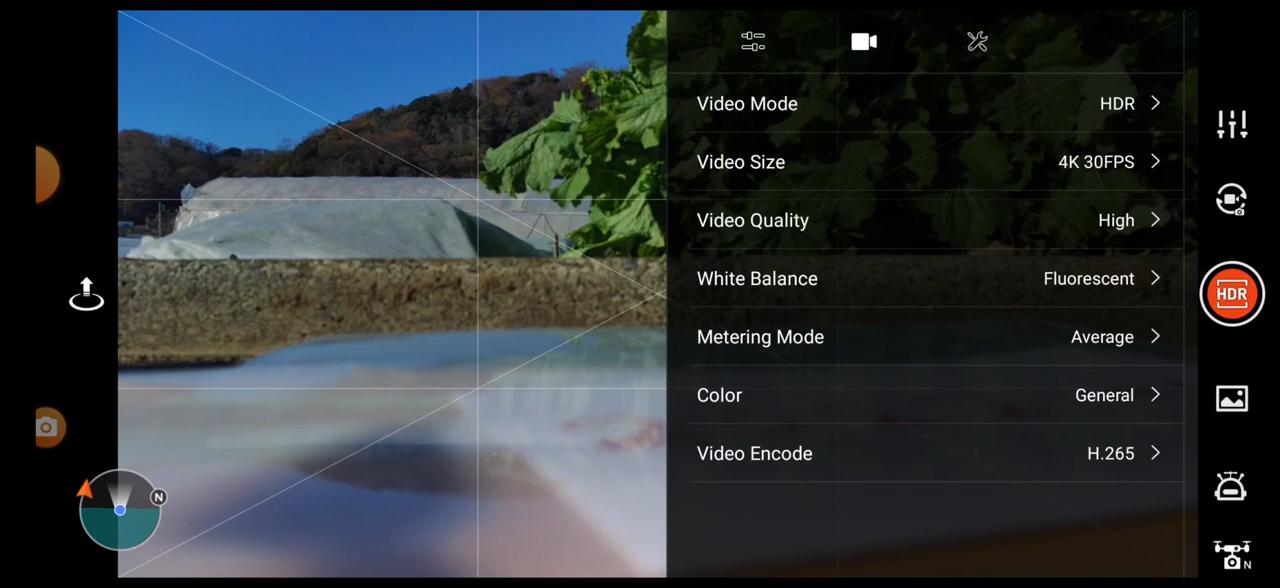 Video Mode HDR
Video Size 4K 30FPS
Video Quality High
White Balance Fluorescent
Metering Mode Average
Color General
Video Encode H.265
HDR
N
N